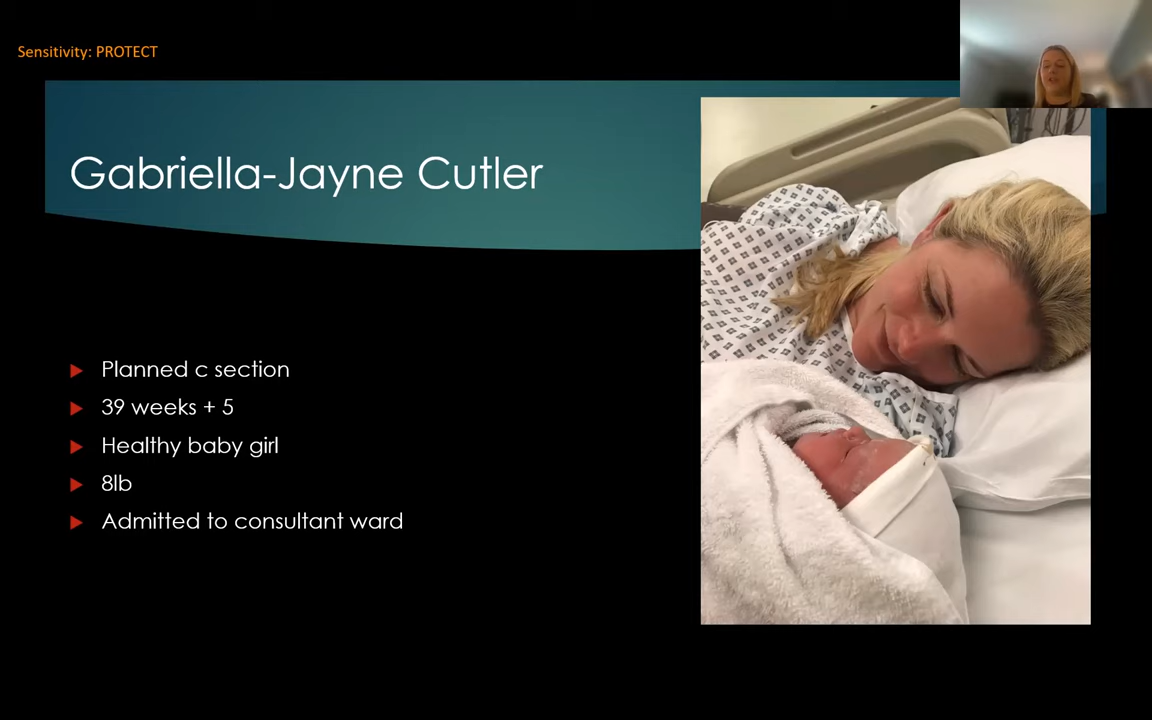 Sensitivity: PROTECT
Gabriella-Jayne Cutler
Planned c section
39 weeks + 5
Healthy baby girl
8lb
Admitted to consultant ward